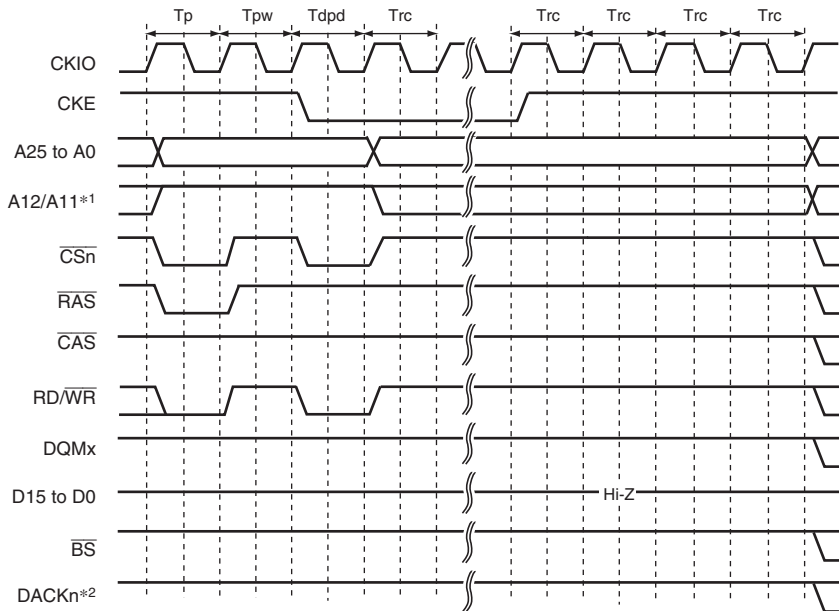 Tp Tpw Tdpd Trc Trc Trc Trc Trc
CKIO
CKE
A25 to A0
A12/A11*1
CSn
RAS
CAS
RD/WR
DQMx
D15 to D0 Hi-Z
BS
DACKn*2